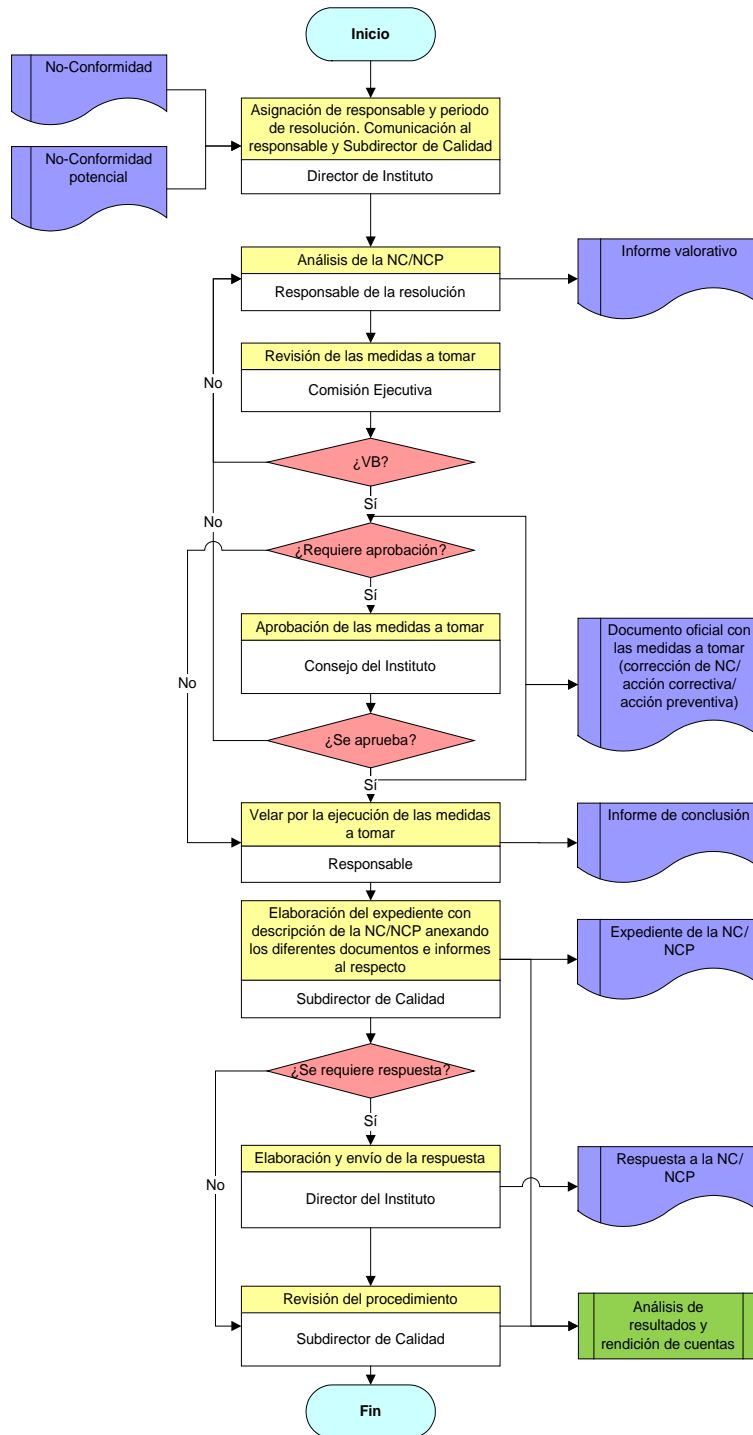 Inicio
No-Conformidad
No-Conformidad
potencial
Asignación de responsable y periodo
de resolución. Comunicación al
responsable y Subdirector de Calidad
Director de Instituto
Análisis de la NC/NCP
Responsable de la resolución
Informe valorativo
Revisión de las medidas a tomar
Comisión Ejecutiva
No
¿VB?
Sí
No
¿Requiere aprobación?
Sí
Aprobación de las medidas a tomar
Consejo del Instituto
Documento oficial con
las medidas a tomar
(corrección de NC/
acción correctiva/
acción preventiva)
No
¿Se aprueba?
Sí
Velar por la ejecución de las medidas
a tomar
Responsable
Informe de conclusión
Elaboración del expediente con
descripción de la NC/NCP anexando
los diferentes documentos e informes
al respecto
Subdirector de Calidad
Expediente de la NC/
NCP
¿Se requiere respuesta?
Sí
Elaboración y envío de la respuesta
Director del Instituto
Respuesta a la NC/
NCP
No
Revisión del procedimiento
Subdirector de Calidad
Análisis de
resultados y
rendición de cuentas
Fin